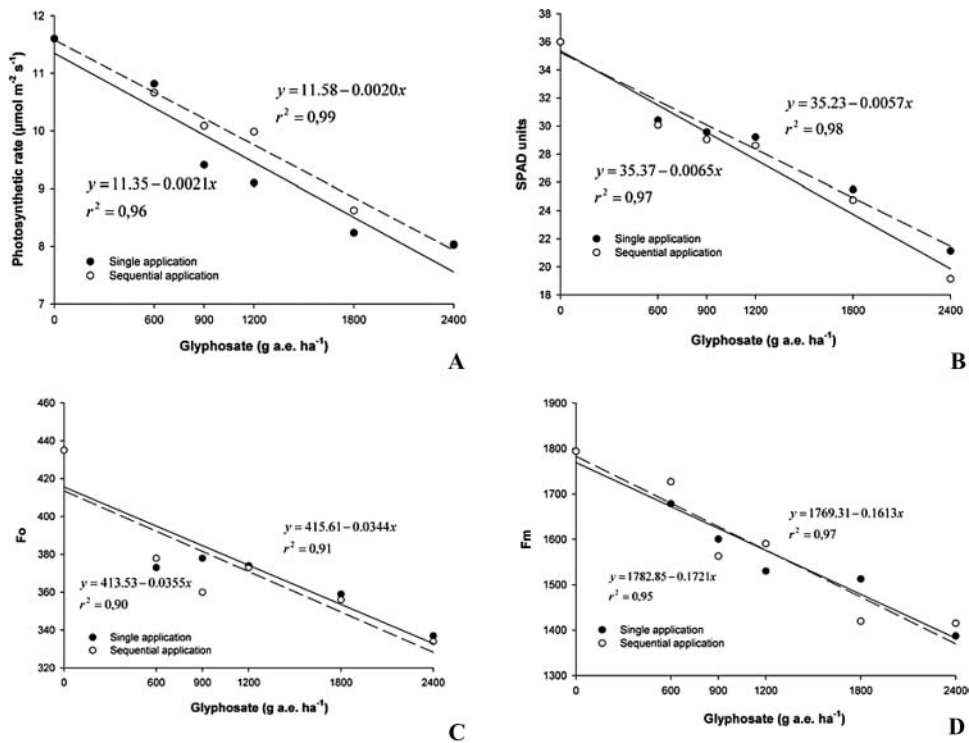 12
11
10
9
8
7
Photosynthetic rate (µmol m⁻² s⁻¹)
y = 11.58−0.0020x
r² = 0,99
y = 11.35−0.0021x
r² = 0,96
Single application
Sequential application
0 600 900 1200 1800 2400
Glyphosate (g a.e. ha⁻¹)
A
38
36
34
32
30
28
26
24
22
20
18
SPAD units
y = 35.23−0.0057x
r² = 0,98
y = 35.37−0.0065x
r² = 0,97
Single application
Sequential application
0 600 900 1200 1800 2400
Glyphosate (g a.e. ha⁻¹)
B
460
440
420
400
380
360
340
320
Fo
y = 415.61−0.0344x
r² = 0,91
y = 413.53−0.0355x
r² = 0,90
Single application
Sequential application
0 600 900 1200 1800 2400
Glyphosate (g a.e. ha⁻¹)
C
1900
1800
1700
1600
1500
1400
1300
Fm
y = 1769.31−0.1613x
r² = 0,97
y = 1782.85−0.1721x
r² = 0,95
Single application
Sequential application
0 600 900 1200 1800 2400
Glyphosate (g a.e. ha⁻¹)
D